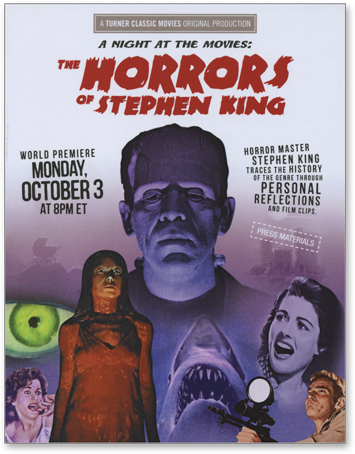 A TURNER CLASSIC MOVIES ORIGINAL PRODUCTION
A NIGHT AT THE MOVIES:
THE HORRORS
OF STEPHEN KING
WORLD PREMIERE
MONDAY,
OCTOBER 3
AT 8PM ET
HORROR MASTER
STEPHEN KING
TRACES THE HISTORY
OF THE GENRE THROUGH
PERSONAL
REFLECTIONS
AND FILM CLIPS.
PRESS MATERIALS